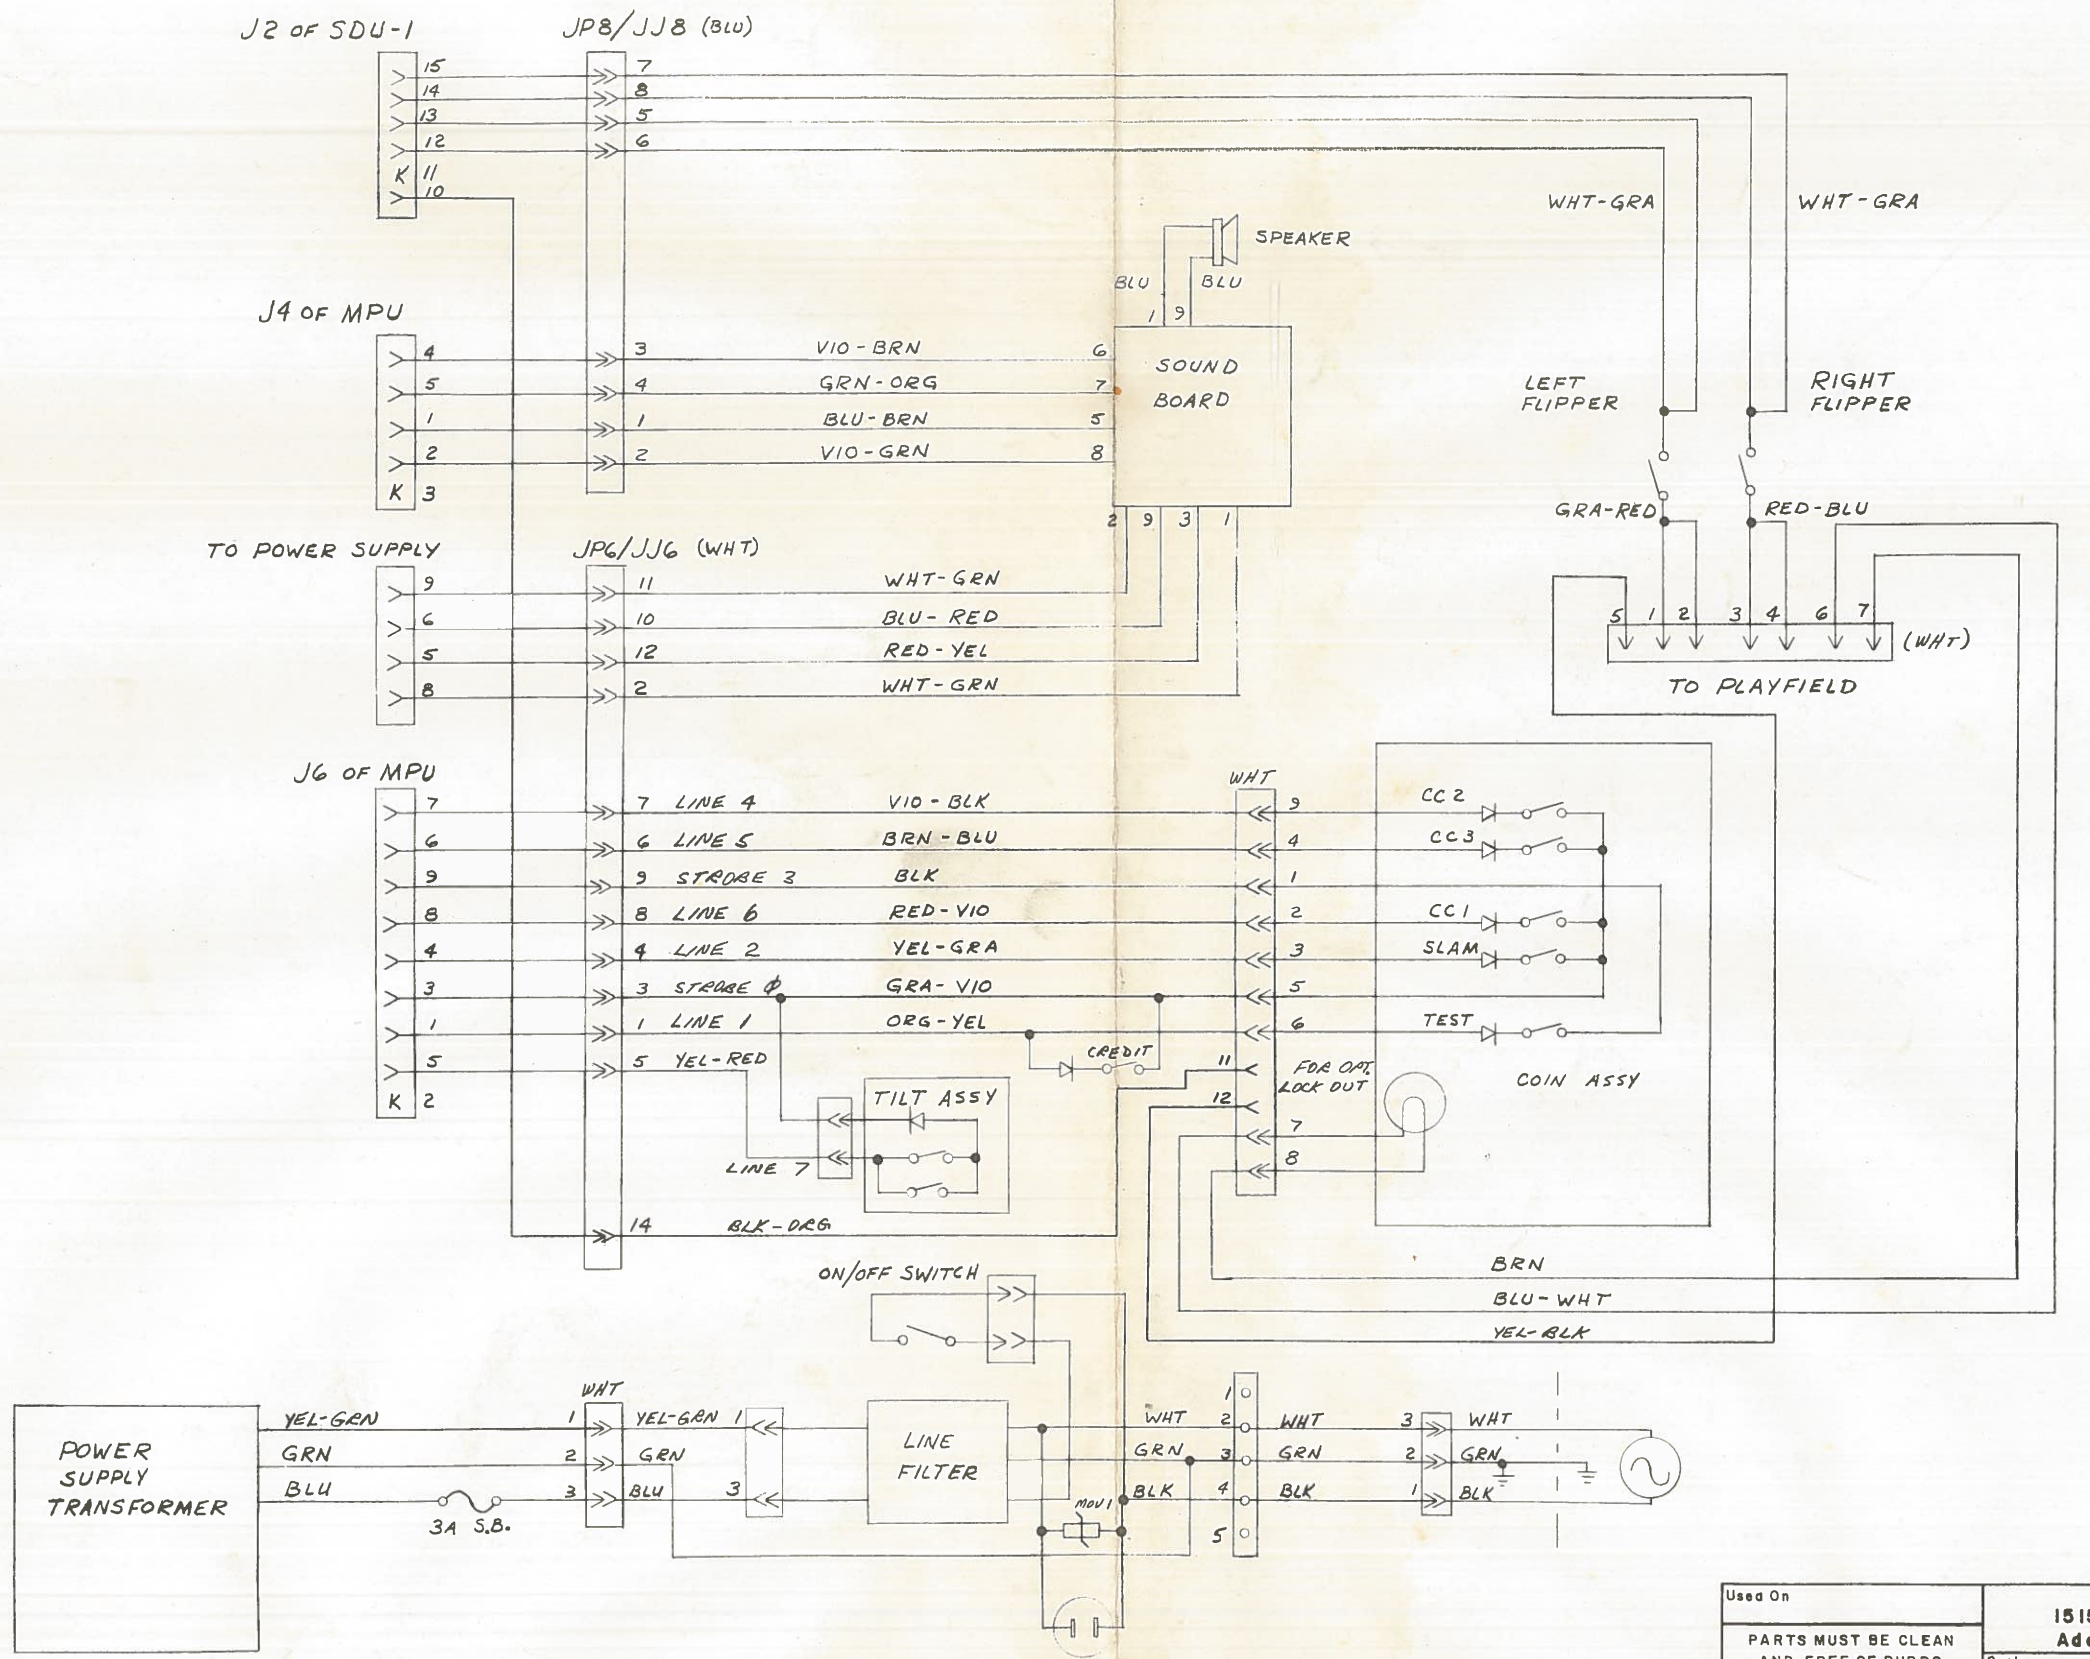 J2 OF SDU-1
JP8/JJ8 (BLU)
15 7
14 8
13 5
12 6
K 11
10
WHT-GRA WHT-GRA
SPEAKER
BLU BLU
1 9
J4 OF MPU
4 3 VIO-BRN 6
5 4 GRN-ORG 7
1 1 BLU-BRN 5
2 2 VIO-GRN 8
K 3
SOUND
BOARD
2 9 3 1
LEFT
FLIPPER
RIGHT
FLIPPER
GRA-RED RED-BLU
TO POWER SUPPLY
JP6/JJ6 (WHT)
9 11 WHT-GRN
6 10 BLU-RED
5 12 RED-YEL
8 2 WHT-GRN
5 1 2 3 4 6 7
(WHT)
TO PLAYFIELD
J6 OF MPU
WHT
7 7 LINE 4 VIO-BLK 9 CC2
6 6 LINE 5 BRN-BLU 4 CC3
9 9 STROBE 3 BLK 1
8 8 LINE 6 RED-VIO 2 CC1
4 4 LINE 2 YEL-GRA 3 SLAM
3 3 STROBE Ø GRA-VIO 5
1 1 LINE 1 ORG-YEL 6 TEST
5 5 YEL-RED
K 2
CREDIT
11 FOR OPT.
LOCK OUT
12
7
8
COIN ASSY
TILT ASSY
LINE 7
14 BLK-ORG
BRN
BLU-WHT
YEL-BLK
ON/OFF SWITCH
WHT
POWER
SUPPLY
TRANSFORMER
YEL-GRN 1 YEL-GRN 1
GRN 2 GRN
BLU 3 BLU 3
3A S.B.
LINE
FILTER
MOV1
1
WHT 2 WHT 3 WHT
GRN 3 GRN 2 GRN
BLK 4 BLK 1 BLK
5
Used On
PARTS MUST BE CLEAN